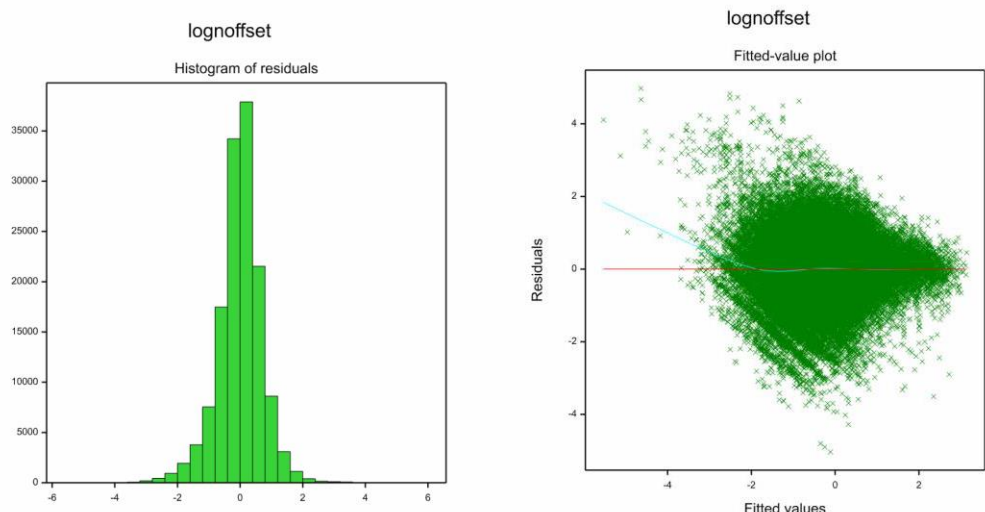 lognoffset
Histogram of residuals
35000
30000
25000
20000
15000
10000
5000
0
-6 -4 -2 0 2 4 6
lognoffset
Fitted-value plot
Residuals
4
2
0
-2
-4
-4 -2 0 2
Fitted values